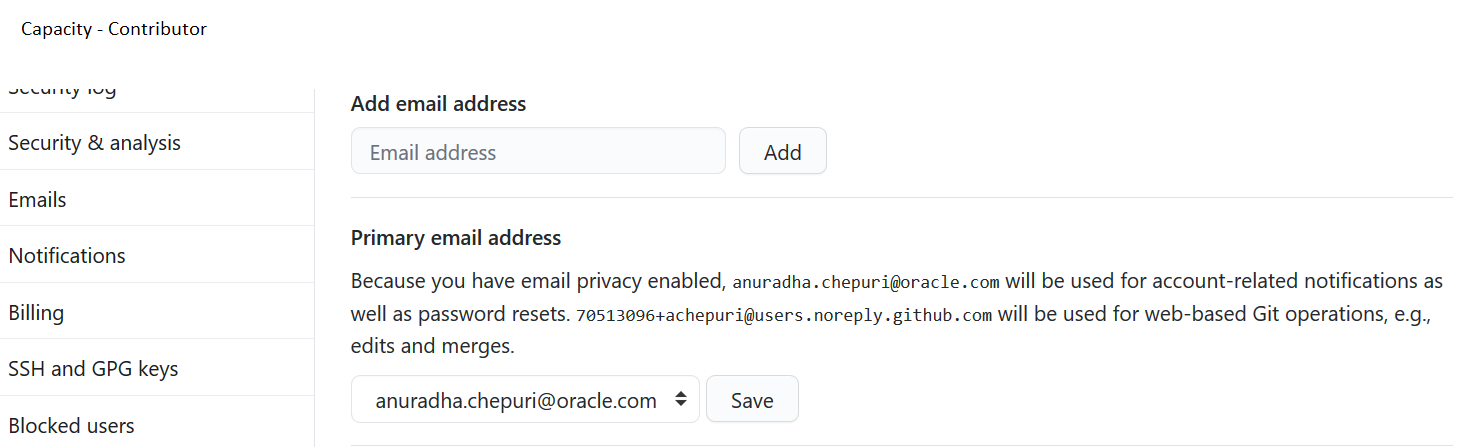 Capacity - Contributor
Security log
Security & analysis
Emails
Notifications
Billing
SSH and GPG keys
Blocked users
Add email address
Email address
Add
Primary email address
Because you have email privacy enabled, anuradha.chepuri@oracle.com will be used for account-related notifications as
well as password resets. 70513096+achepuri@users.noreply.github.com will be used for web-based Git operations, e.g.,
edits and merges.
anuradha.chepuri@oracle.com
Save